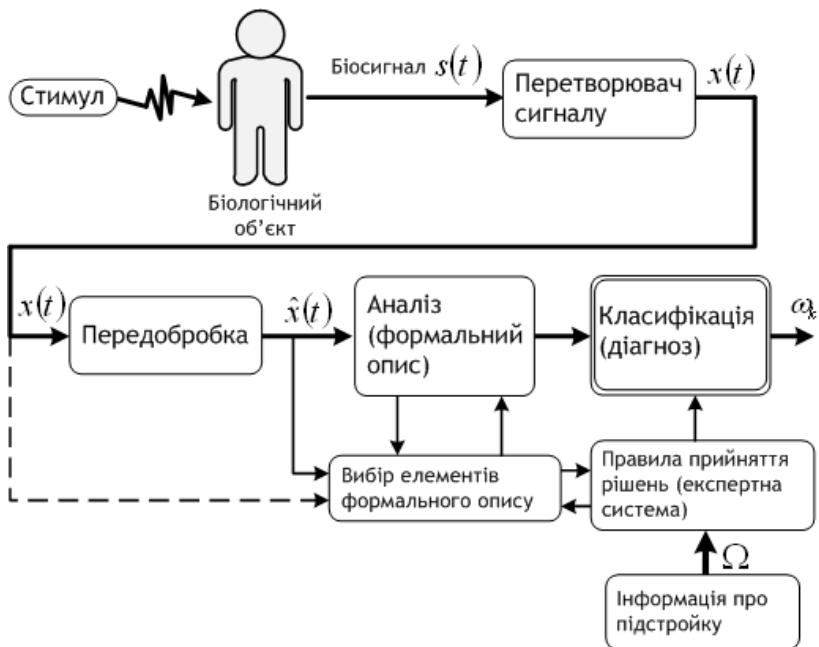 Стимул
Біосигнал s(t)
Перетворювач
сигналу
x(t)
Біологічний
об’єкт
x(t)
Передобробка
x̂(t)
Аналіз
(формальний
опис)
Класифікація
(діагноз)
ωₖ
Вибір елементів
формального опису
Правила прийняття
рішень (експертна
система)
Ω
Інформація про
підстройку